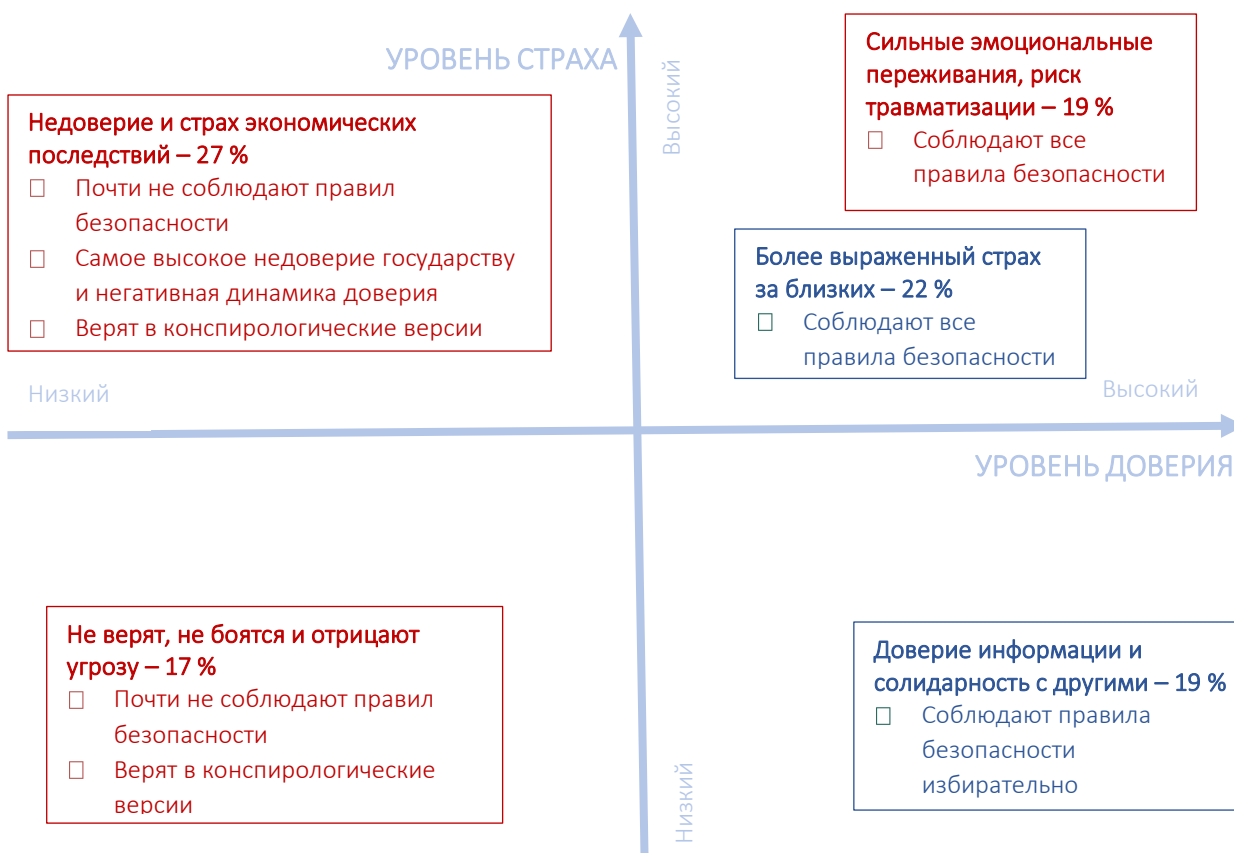 УРОВЕНЬ СТРАХА
Высокий
Сильные эмоциональные
переживания, риск
травматизации – 19 %
Соблюдают все
правила безопасности
Недоверие и страх экономических
последствий – 27 %
Почти не соблюдают правил
безопасности
Самое высокое недоверие государству
и негативная динамика доверия
Верят в конспирологические версии
Более выраженный страх
за близких – 22 %
Соблюдают все
правила безопасности
Низкий
Высокий
УРОВЕНЬ ДОВЕРИЯ
Не верят, не боятся и отрицают
угрозу – 17 %
Почти не соблюдают правил
безопасности
Верят в конспирологические
версии
Доверие информации и
солидарность с другими – 19 %
Соблюдают правила
безопасности
избирательно
Низкий